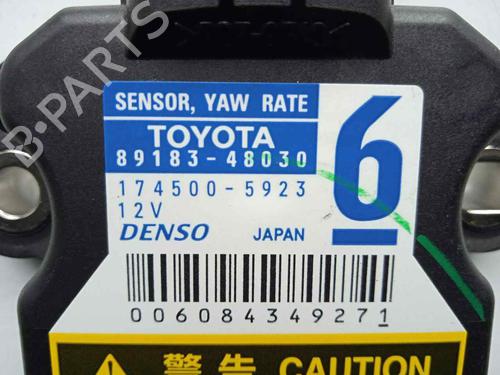 SENSOR, YAW RATE
TOYOTA
89183-48030
6
174500-5923
12V
DENSO JAPAN
006084349271
警告 CAUTION
B-PARTS